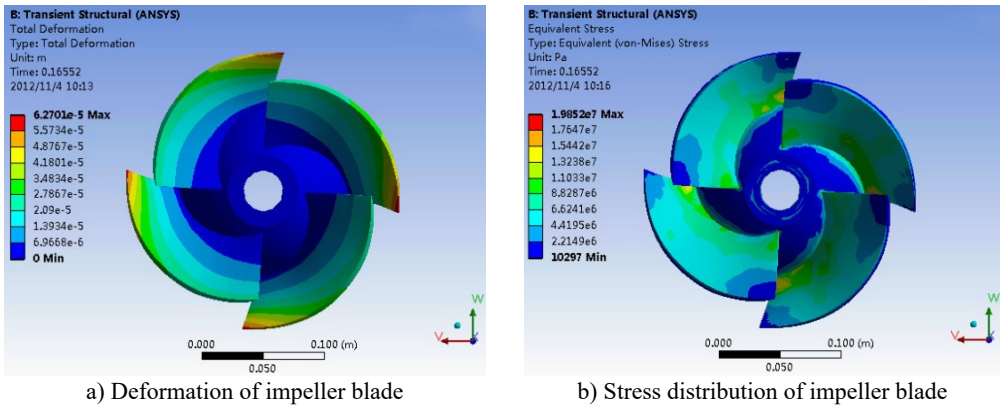 B: Transient Structural (ANSYS)
Total Deformation
Type: Total Deformation
Unit: m
Time: 0.16552
2012/11/4 10:13
6.2701e-5 Max
5.5734e-5
4.8767e-5
4.1801e-5
3.4834e-5
2.7867e-5
2.09e-5
1.3934e-5
6.9668e-6
0 Min
W
V
X
0.000
0.100 (m)
0.050
a) Deformation of impeller blade
B: Transient Structural (ANSYS)
Equivalent Stress
Type: Equivalent (von-Mises) Stress
Unit: Pa
Time: 0.16552
2012/11/4 10:16
1.9852e7 Max
1.7647e7
1.5442e7
1.3238e7
1.1033e7
8.8287e6
6.6241e6
4.4195e6
2.2149e6
10297 Min
W
V
X
0.000
0.100 (m)
0.050
b) Stress distribution of impeller blade